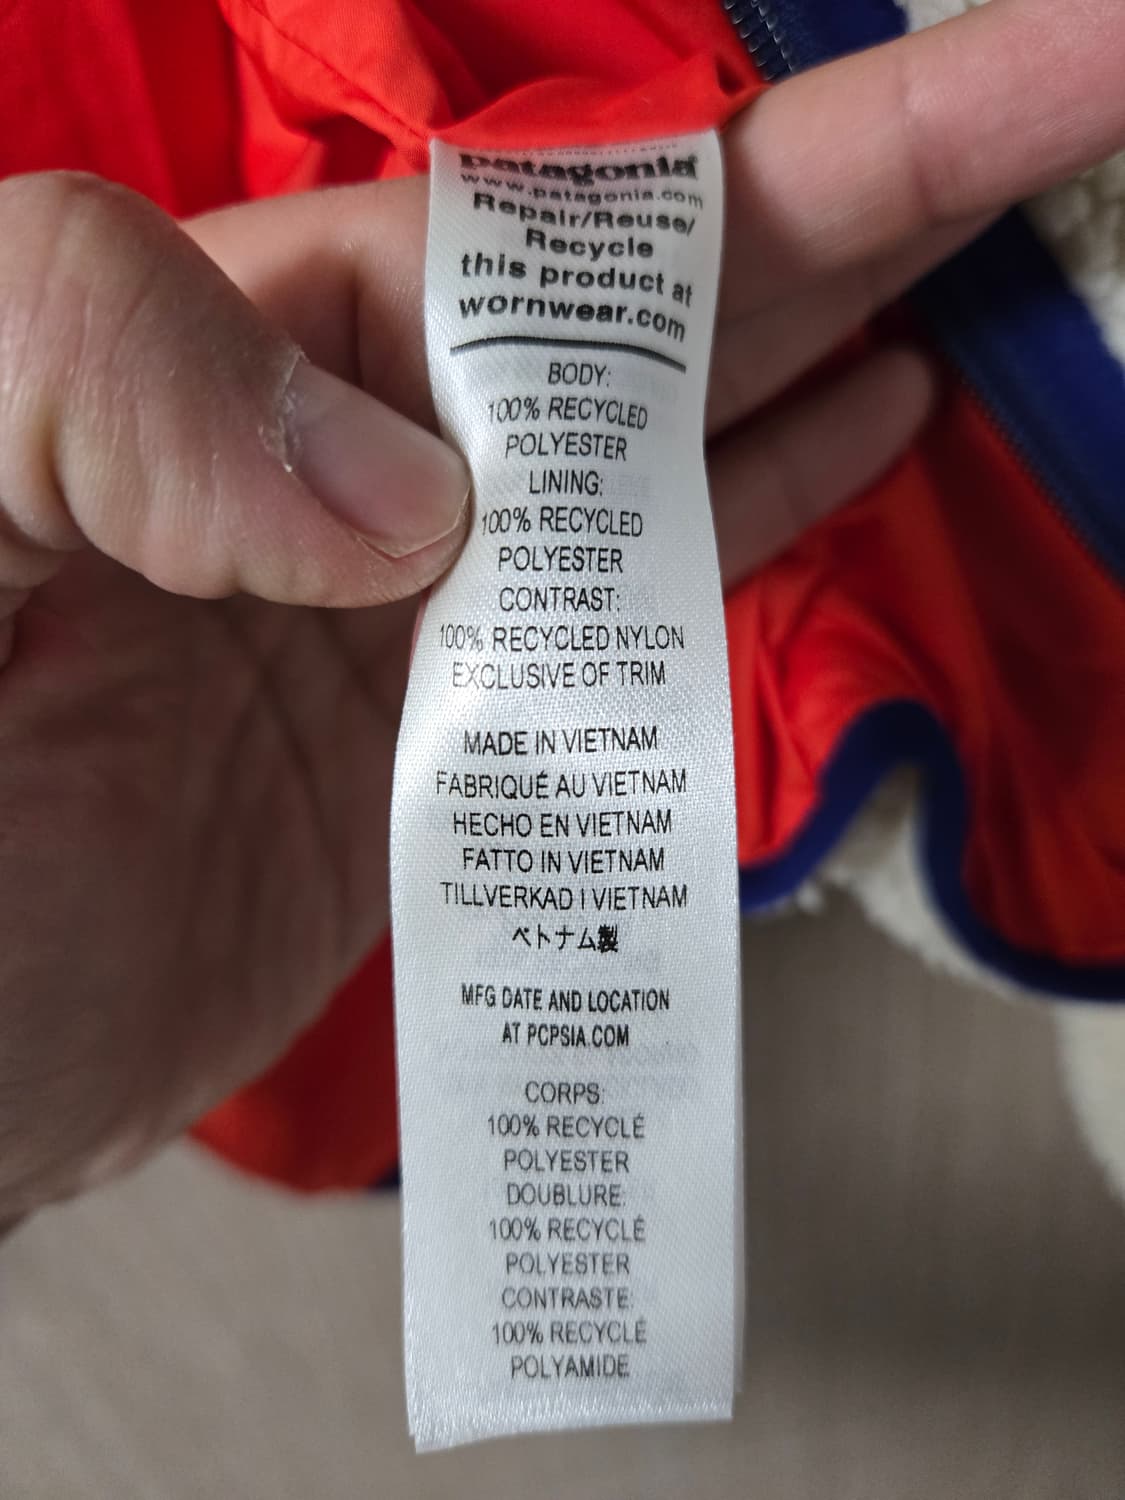 patagonia
www.patagonia.com
Repair/Reuse/
Recycle
this product at
wornwear.com
BODY:
100% RECYCLED
POLYESTER
LINING:
100% RECYCLED
POLYESTER
CONTRAST:
100% RECYCLED NYLON
EXCLUSIVE OF TRIM
MADE IN VIETNAM
FABRIQUÉ AU VIETNAM
HECHO EN VIETNAM
FATTO IN VIETNAM
TILLVERKAD I VIETNAM
ベトナム製
MFG DATE AND LOCATION
AT PCPSIA.COM
CORPS:
100% RECYCLÉ
POLYESTER
DOUBLURE:
100% RECYCLÉ
POLYESTER
CONTRASTE:
100% RECYCLÉ
POLYAMIDE